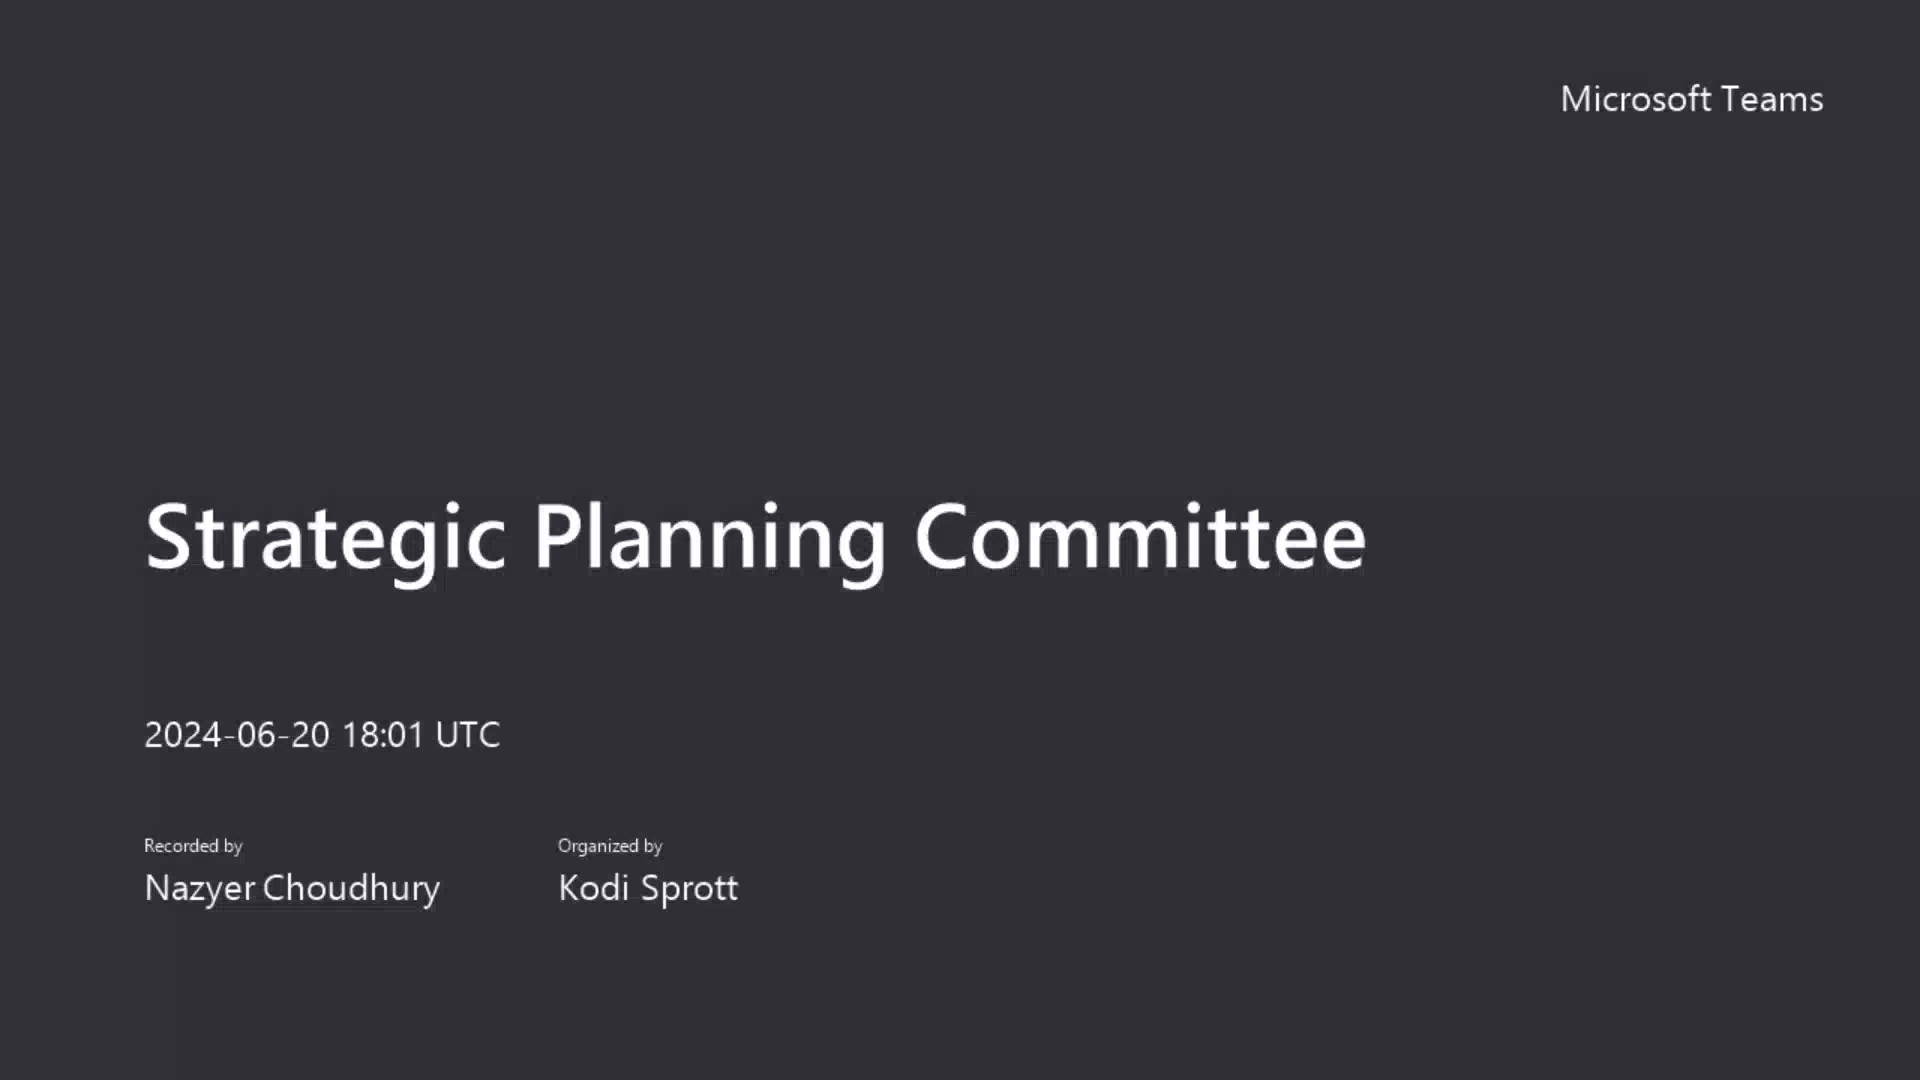 Microsoft Teams
Strategic Planning Committee
2024-06-20 18:01 UTC
Recorded by
Nazyer Choudhury
Organized by
Kodi Sprott